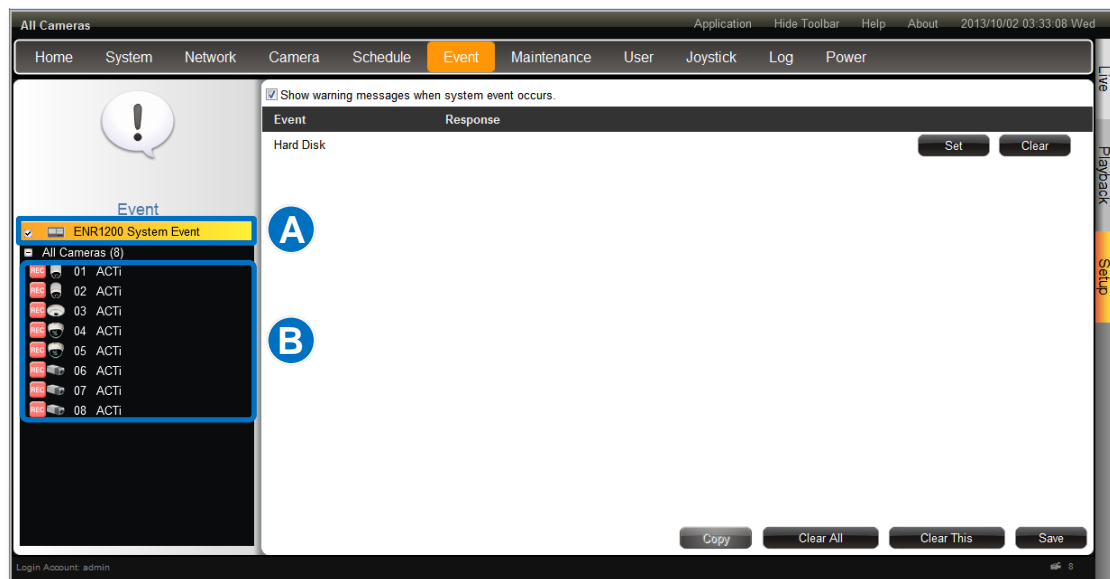 All Cameras Application Hide Toolbar Help About 2013/10/02 03:33:08 Wed
Home System Network Camera Schedule Event Maintenance User Joystick Log Power
Live
Playback
Setup
Show warning messages when system event occurs.
Event Response
Hard Disk Set Clear
Event
ENR1200 System Event
A
All Cameras (8)
REC 01 ACTi
REC 02 ACTi
REC 03 ACTi
REC 04 ACTi
REC 05 ACTi
REC 06 ACTi
REC 07 ACTi
REC 08 ACTi
B
Copy Clear All Clear This Save
Login Account: admin 8